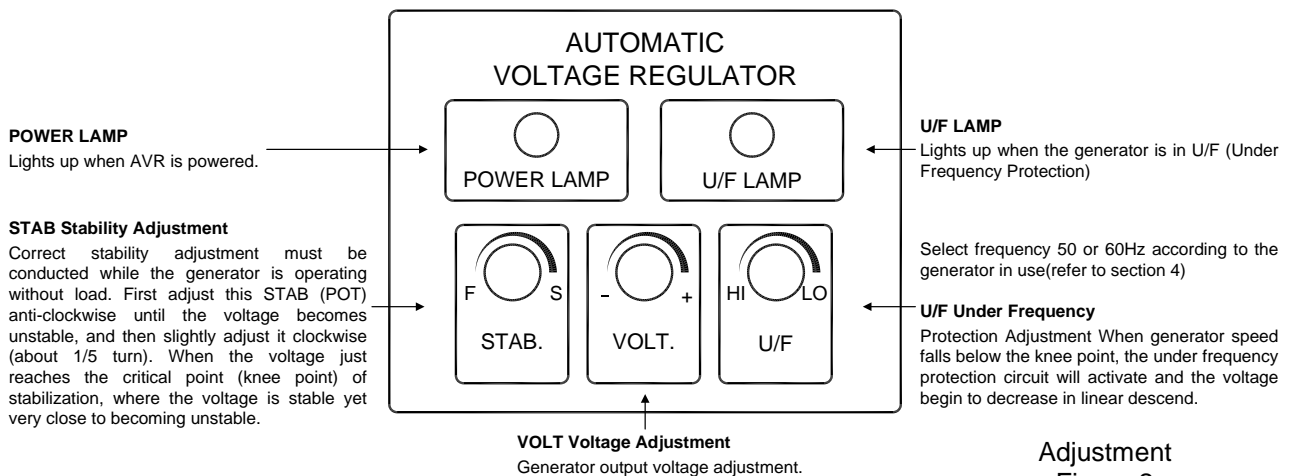 AUTOMATIC
VOLTAGE REGULATOR
POWER LAMP
U/F LAMP
F
S
STAB.
-
+
VOLT.
HI
LO
U/F
POWER LAMP
Lights up when AVR is powered.
STAB Stability Adjustment
Correct stability adjustment must be
conducted while the generator is operating
without load. First adjust this STAB (POT)
anti-clockwise until the voltage becomes
unstable, and then slightly adjust it clockwise
(about 1/5 turn). When the voltage just
reaches the critical point (knee point) of
stabilization, where the voltage is stable yet
very close to becoming unstable.
U/F LAMP
Lights up when the generator is in U/F (Under
Frequency Protection)
Select frequency 50 or 60Hz according to the
generator in use(refer to section 4)
U/F Under Frequency
Protection Adjustment When generator speed
falls below the knee point, the under frequency
protection circuit will activate and the voltage
begin to decrease in linear descend.
VOLT Voltage Adjustment
Generator output voltage adjustment.
Adjustment